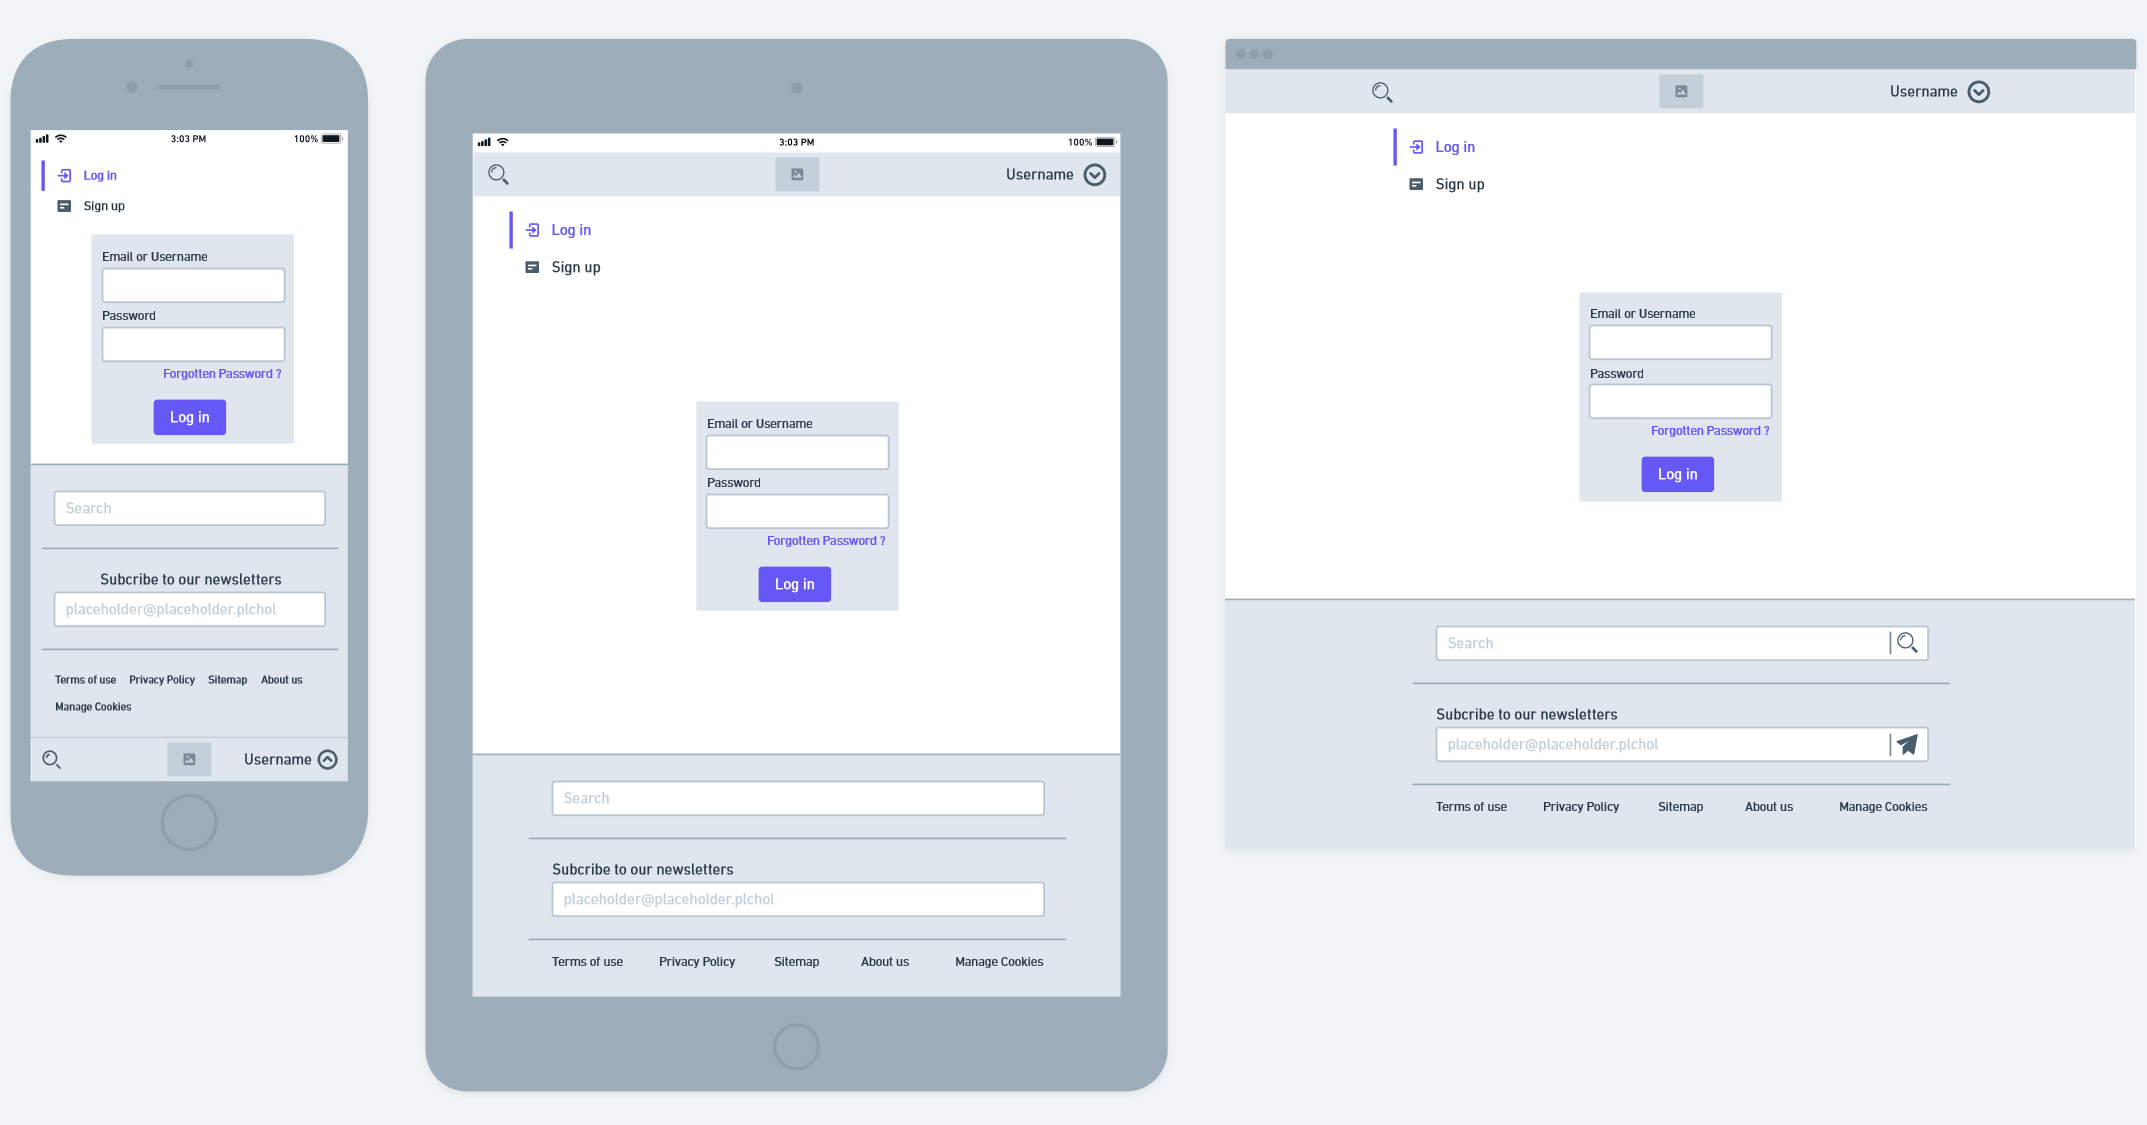 3:03 PM
100%
Log in
Sign up
Email or Username
Password
Forgotten Password ?
Log in
Search
Subcribe to our newsletters
placeholder@placeholder.plchol
Terms of use Privacy Policy Sitemap About us
Manage Cookies
Username
3:03 PM
100%
Username
Log in
Sign up
Email or Username
Password
Forgotten Password ?
Log in
Search
Subcribe to our newsletters
placeholder@placeholder.plchol
Terms of use Privacy Policy Sitemap About us Manage Cookies
Username
Log in
Sign up
Email or Username
Password
Forgotten Password ?
Log in
Search
Subcribe to our newsletters
placeholder@placeholder.plchol
Terms of use Privacy Policy Sitemap About us Manage Cookies